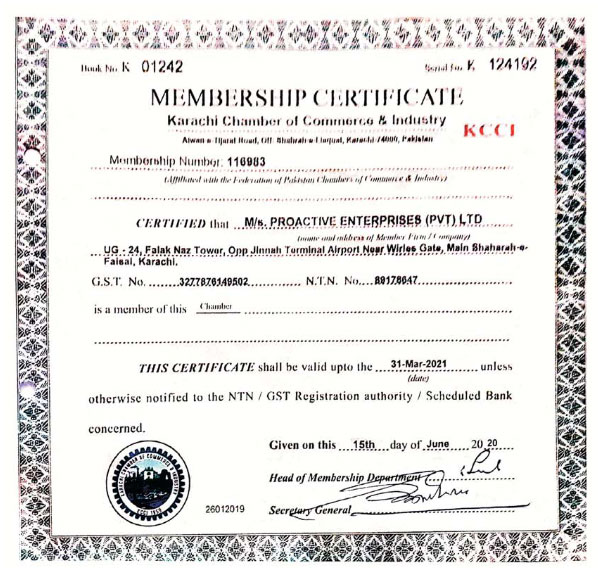 Book No. K 01242 Serial No. K 124192
MEMBERSHIP CERTIFICATE
Karachi Chamber of Commerce & Industry
KCCI
Aiwan-e-Tijarat Road, Off: Shahrah-e-Liaquat, Karachi-74000, Pakistan
Membership Number: 116983
(Affiliated with the Federation of Pakistan Chambers of Commerce & Industry)
CERTIFIED that M/s. PROACTIVE ENTERPRISES (PVT) LTD
(name and address of Member Firm / Company)
UG - 24, Falak Naz Tower, Opp Jinnah Terminal Airport Near Wirles Gate, Main Shaharah-e-
Faisal, Karachi.
G.S.T. No. 3277876149502 N.T.N. No. 89178647
is a member of this Chamber
THIS CERTIFICATE shall be valid upto the 31-Mar-2021 unless
(date)
otherwise notified to the NTN / GST Registration authority / Scheduled Bank
concerned.
Given on this 15th day of June 2020
Head of Membership Department
26012019 Secretary General